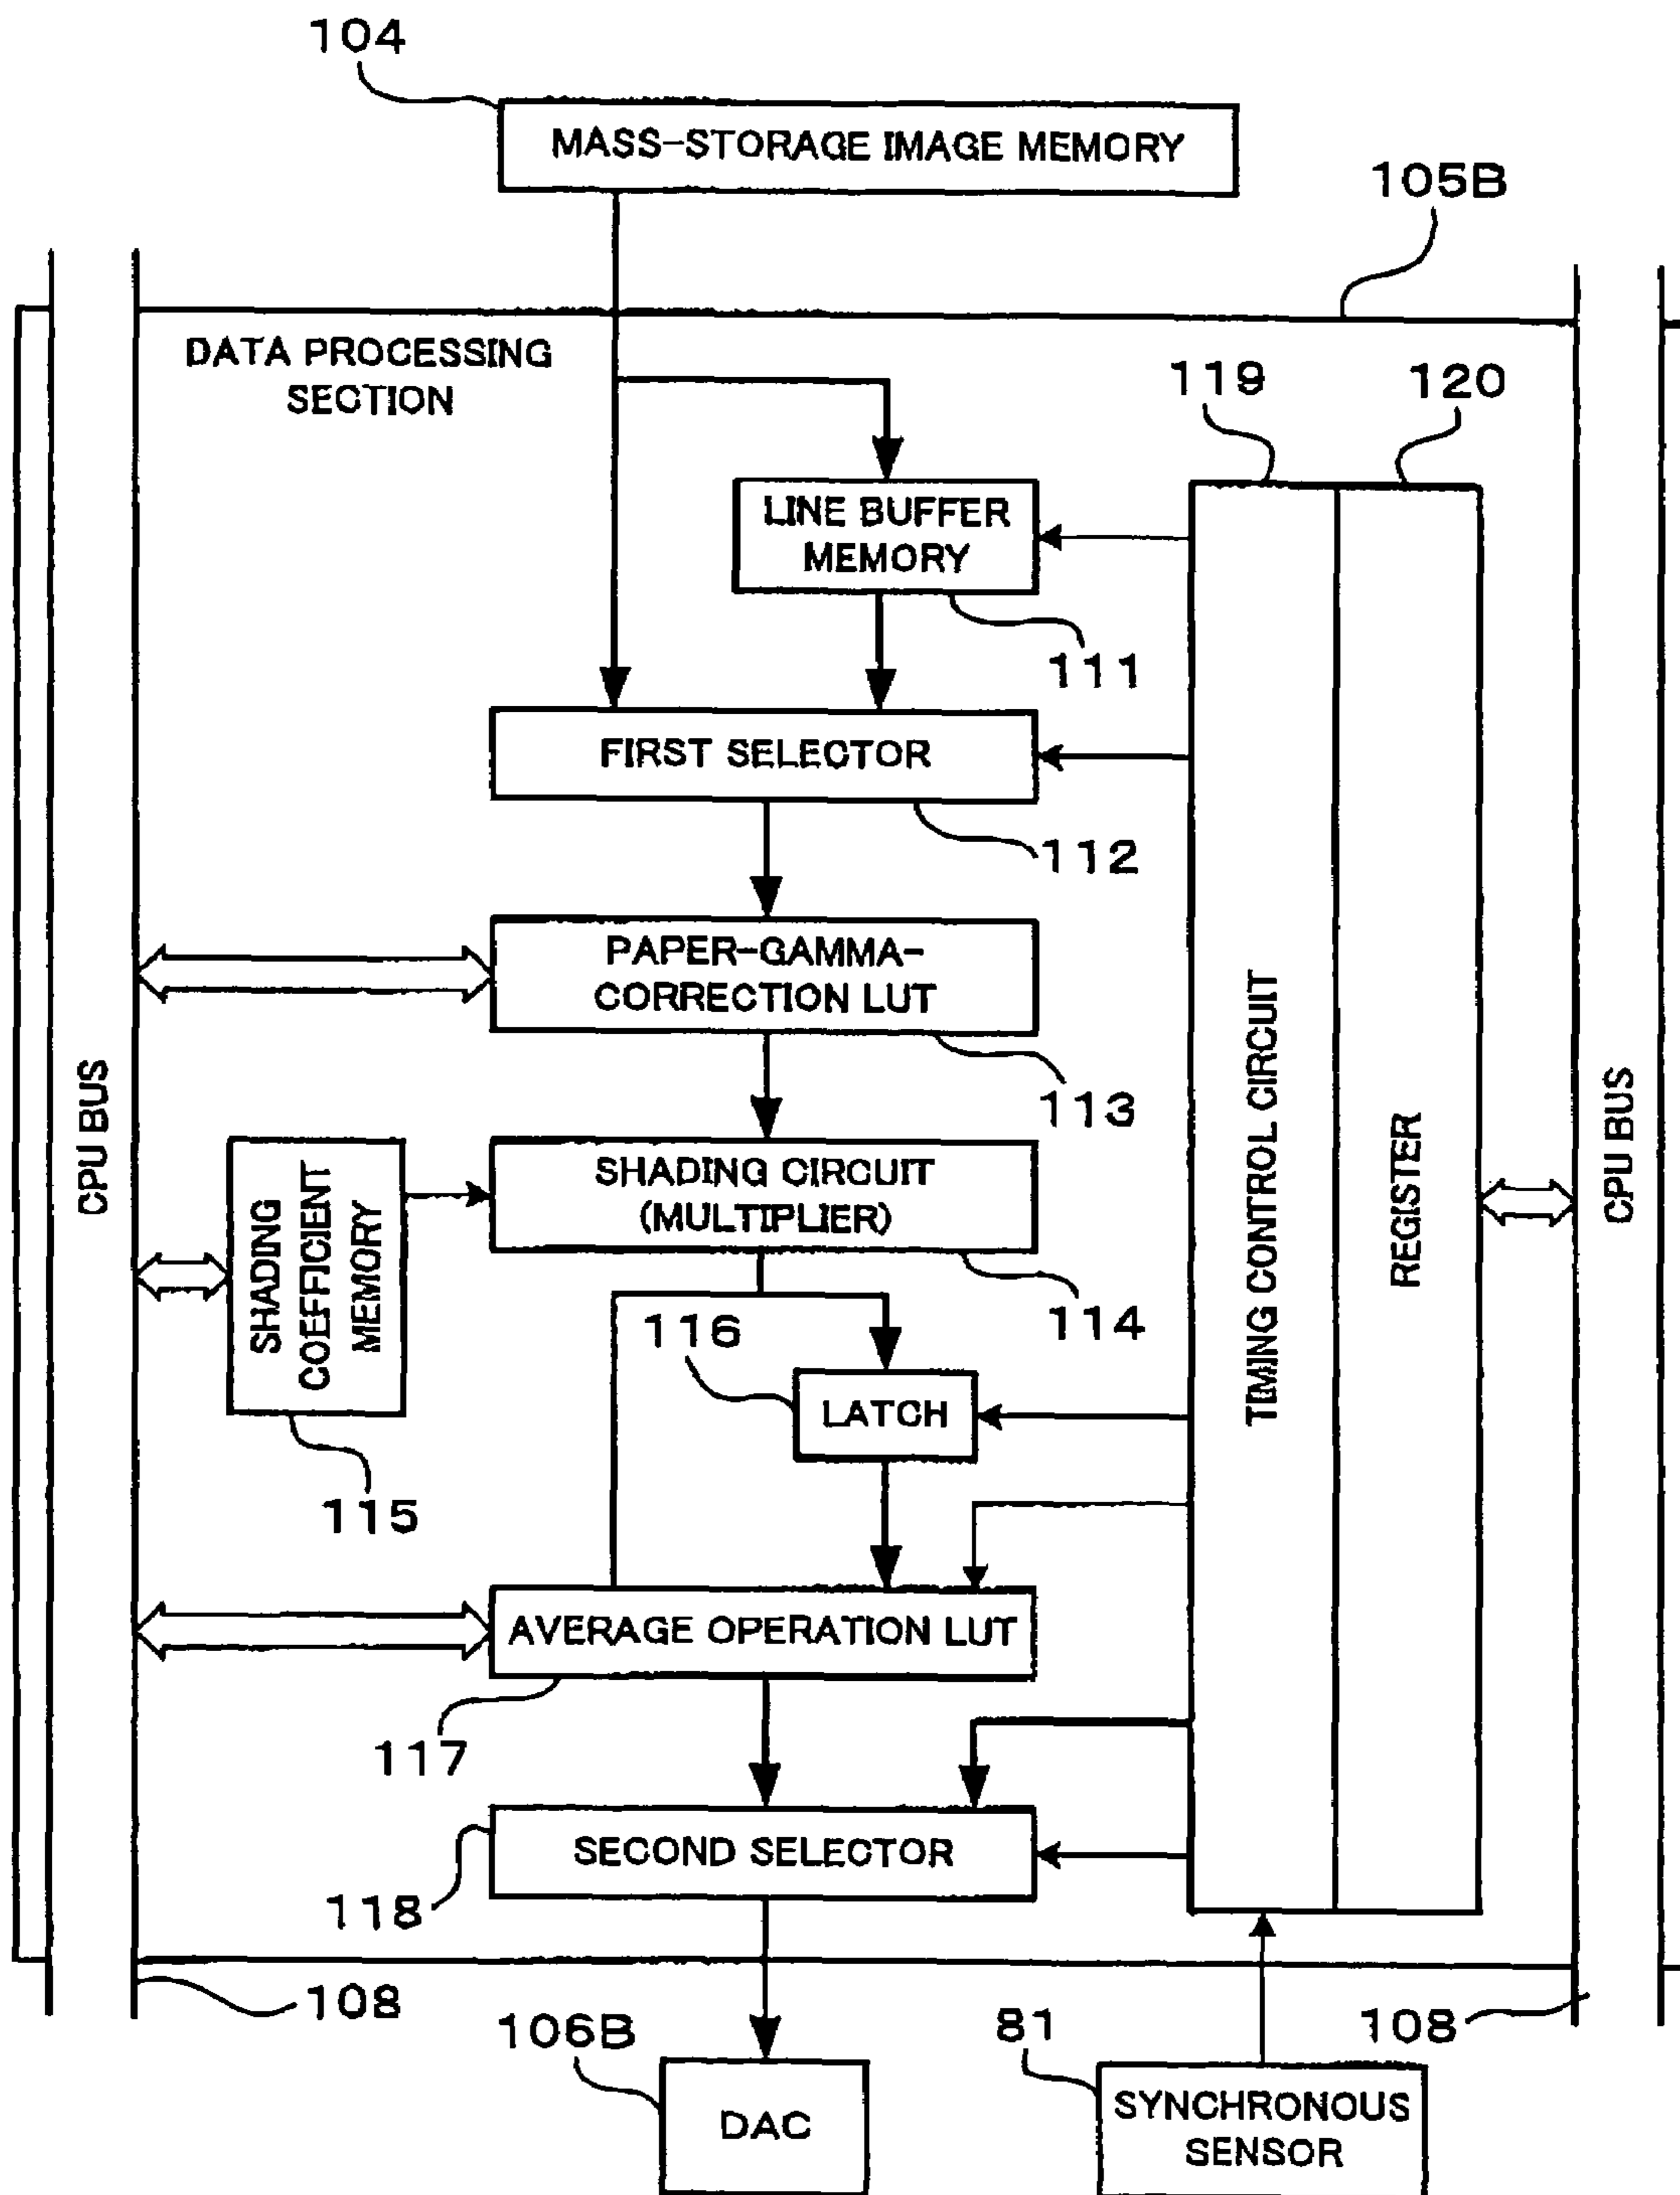 104
MASS-STORAGE IMAGE MEMORY
105B
DATA PROCESSING
SECTION
119
120
LINE BUFFER
MEMORY
111
FIRST SELECTOR
112
PAPER-GAMMA-
CORRECTION LUT
113
CPU BUS
SHADING
COEFFICIENT
MEMORY
115
SHADING CIRCUIT
(MULTIPLIER)
114
116
LATCH
TIMING CONTROL CIRCUIT
REGISTER
CPU BUS
AVERAGE OPERATION LUT
117
SECOND SELECTOR
118
108
106B
DAC
81
SYNCHRONOUS
SENSOR
108